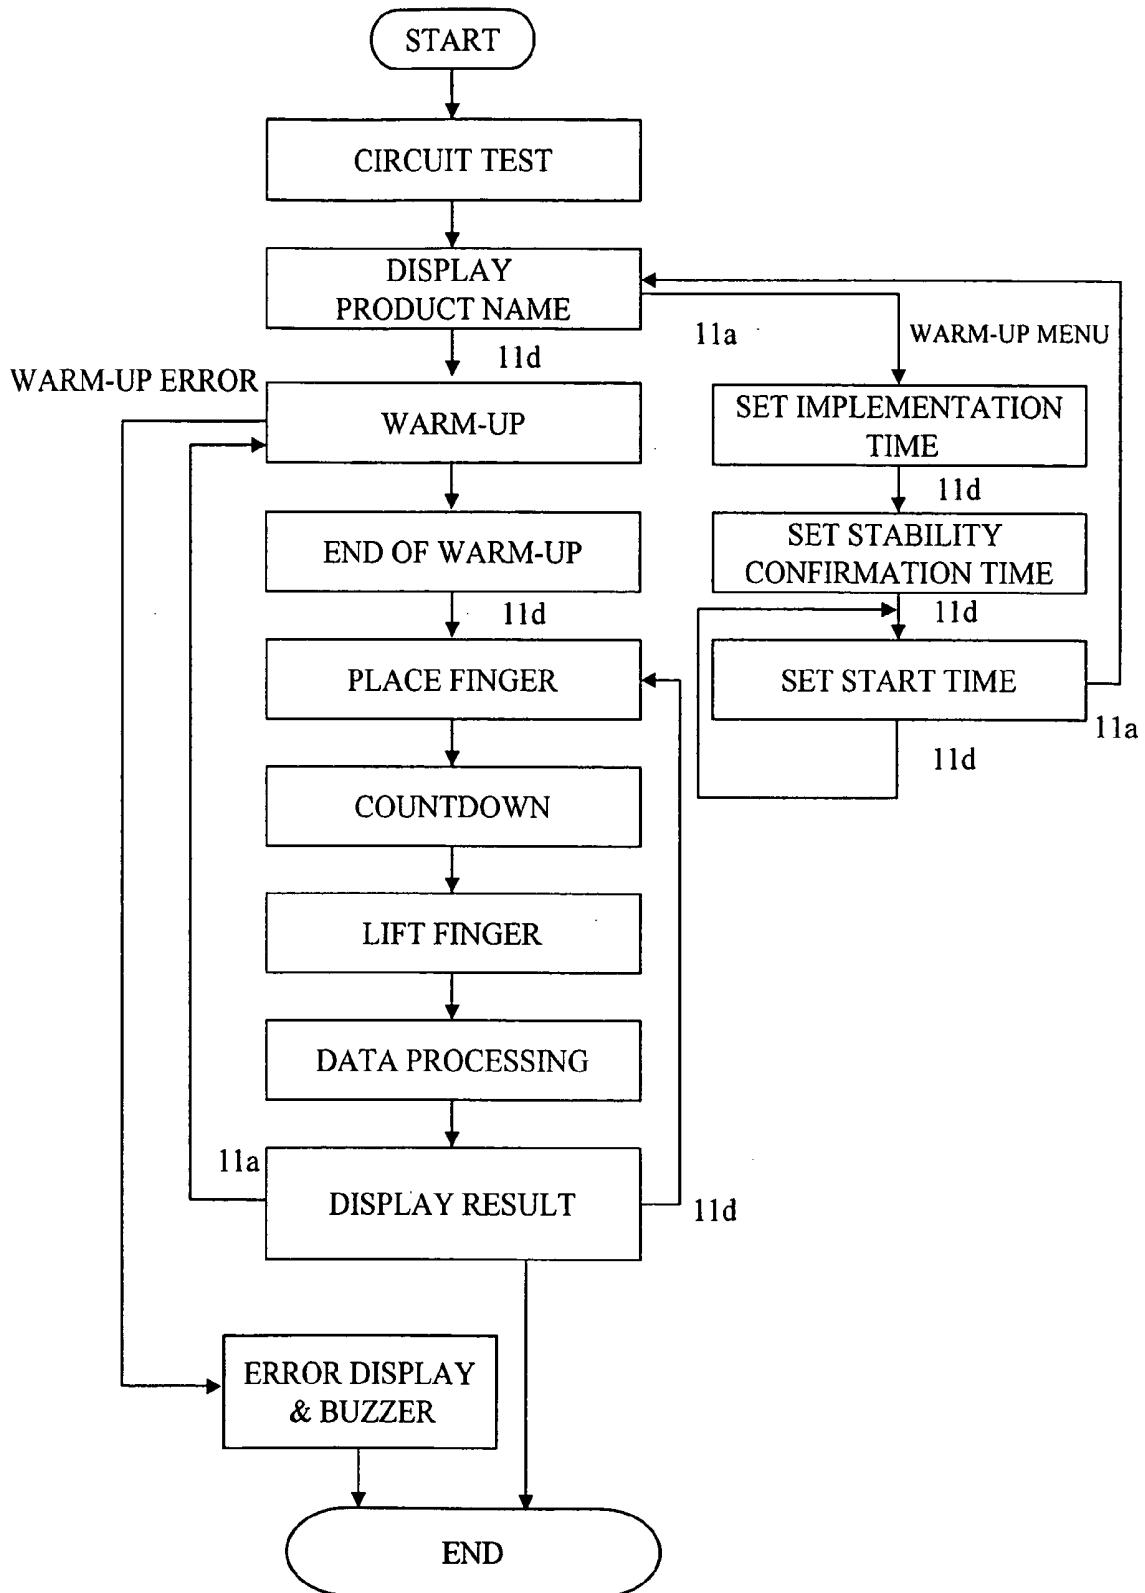 START
CIRCUIT TEST
DISPLAY
PRODUCT NAME
11a
WARM-UP MENU
11d
WARM-UP ERROR
WARM-UP
SET IMPLEMENTATION
TIME
11d
END OF WARM-UP
SET STABILITY
CONFIRMATION TIME
11d
11d
PLACE FINGER
SET START TIME
11a
11d
COUNTDOWN
LIFT FINGER
DATA PROCESSING
11a
DISPLAY RESULT
11d
ERROR DISPLAY
& BUZZER
END